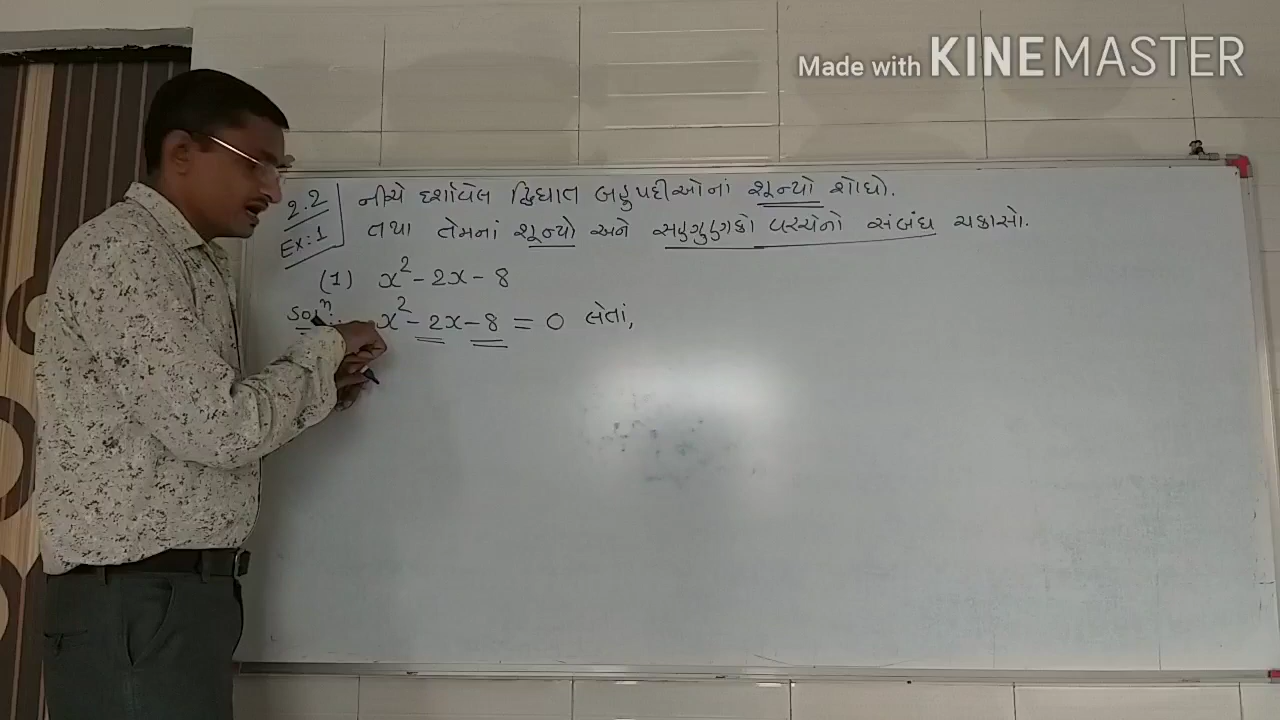 Made with KINEMASTER
2.2 નીચે દર્શાવેલ દ્વિઘાત બહુપદીઓનાં શૂન્યો શોધો.
Ex:1 તથા તેમનાં શૂન્યો અને સહગુણકો વચ્ચેનો સંબંધ ચકાસો.
(1) x² - 2x - 8
Solⁿ: x² - 2x - 8 = 0 લેતાં,